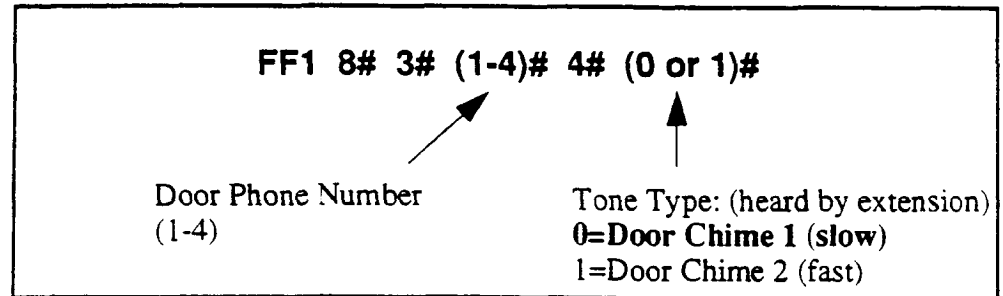 FF1 8# 3# (1-4)# 4# (0 or 1)#
Door Phone Number
(1-4)
Tone Type: (heard by extension)
0=Door Chime 1 (slow)
1=Door Chime 2 (fast)